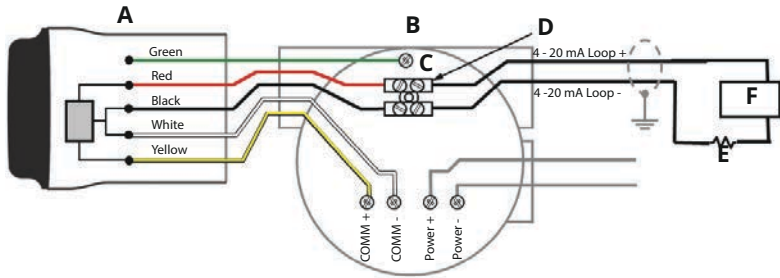 A
B
D
Green
C
4 - 20 mA Loop +
Red
Black
4 -20 mA Loop -
F
White
Yellow
E
COMM +
COMM -
Power +
Power -